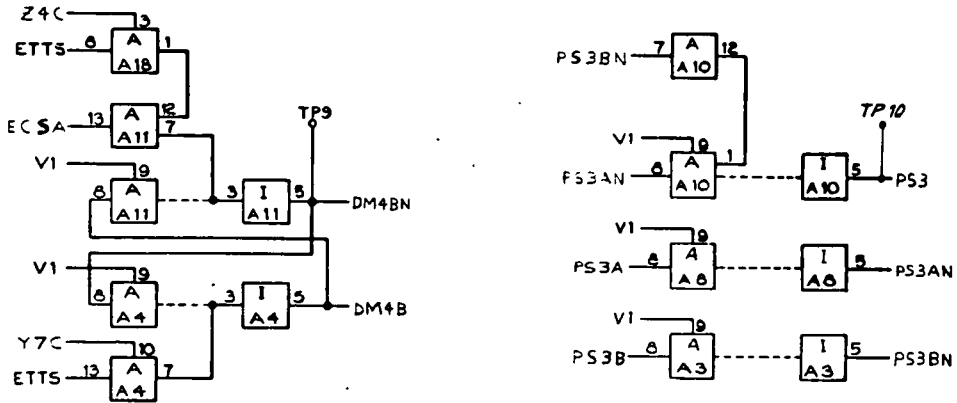 Z4C
3
ETTS 8 A 1
A18
12
ECSA 13 A 7
A11
TP9
V1
9
8 A 3 I 5 DM4BN
A11 A11
V1
9
8 A 3 I 5 DM4B
A4 A4
Y7C
10
ETTS 13 A 7
A4
PS3BN 7 A 12
A10
TP10
V1
9
1
PS3AN 8 A I 5 PS3
A10 A10
V1
9
PS3A 8 A I 5 PS3AN
A8 A8
V1
9
PS3B 8 A I 5 PS3BN
A3 A3